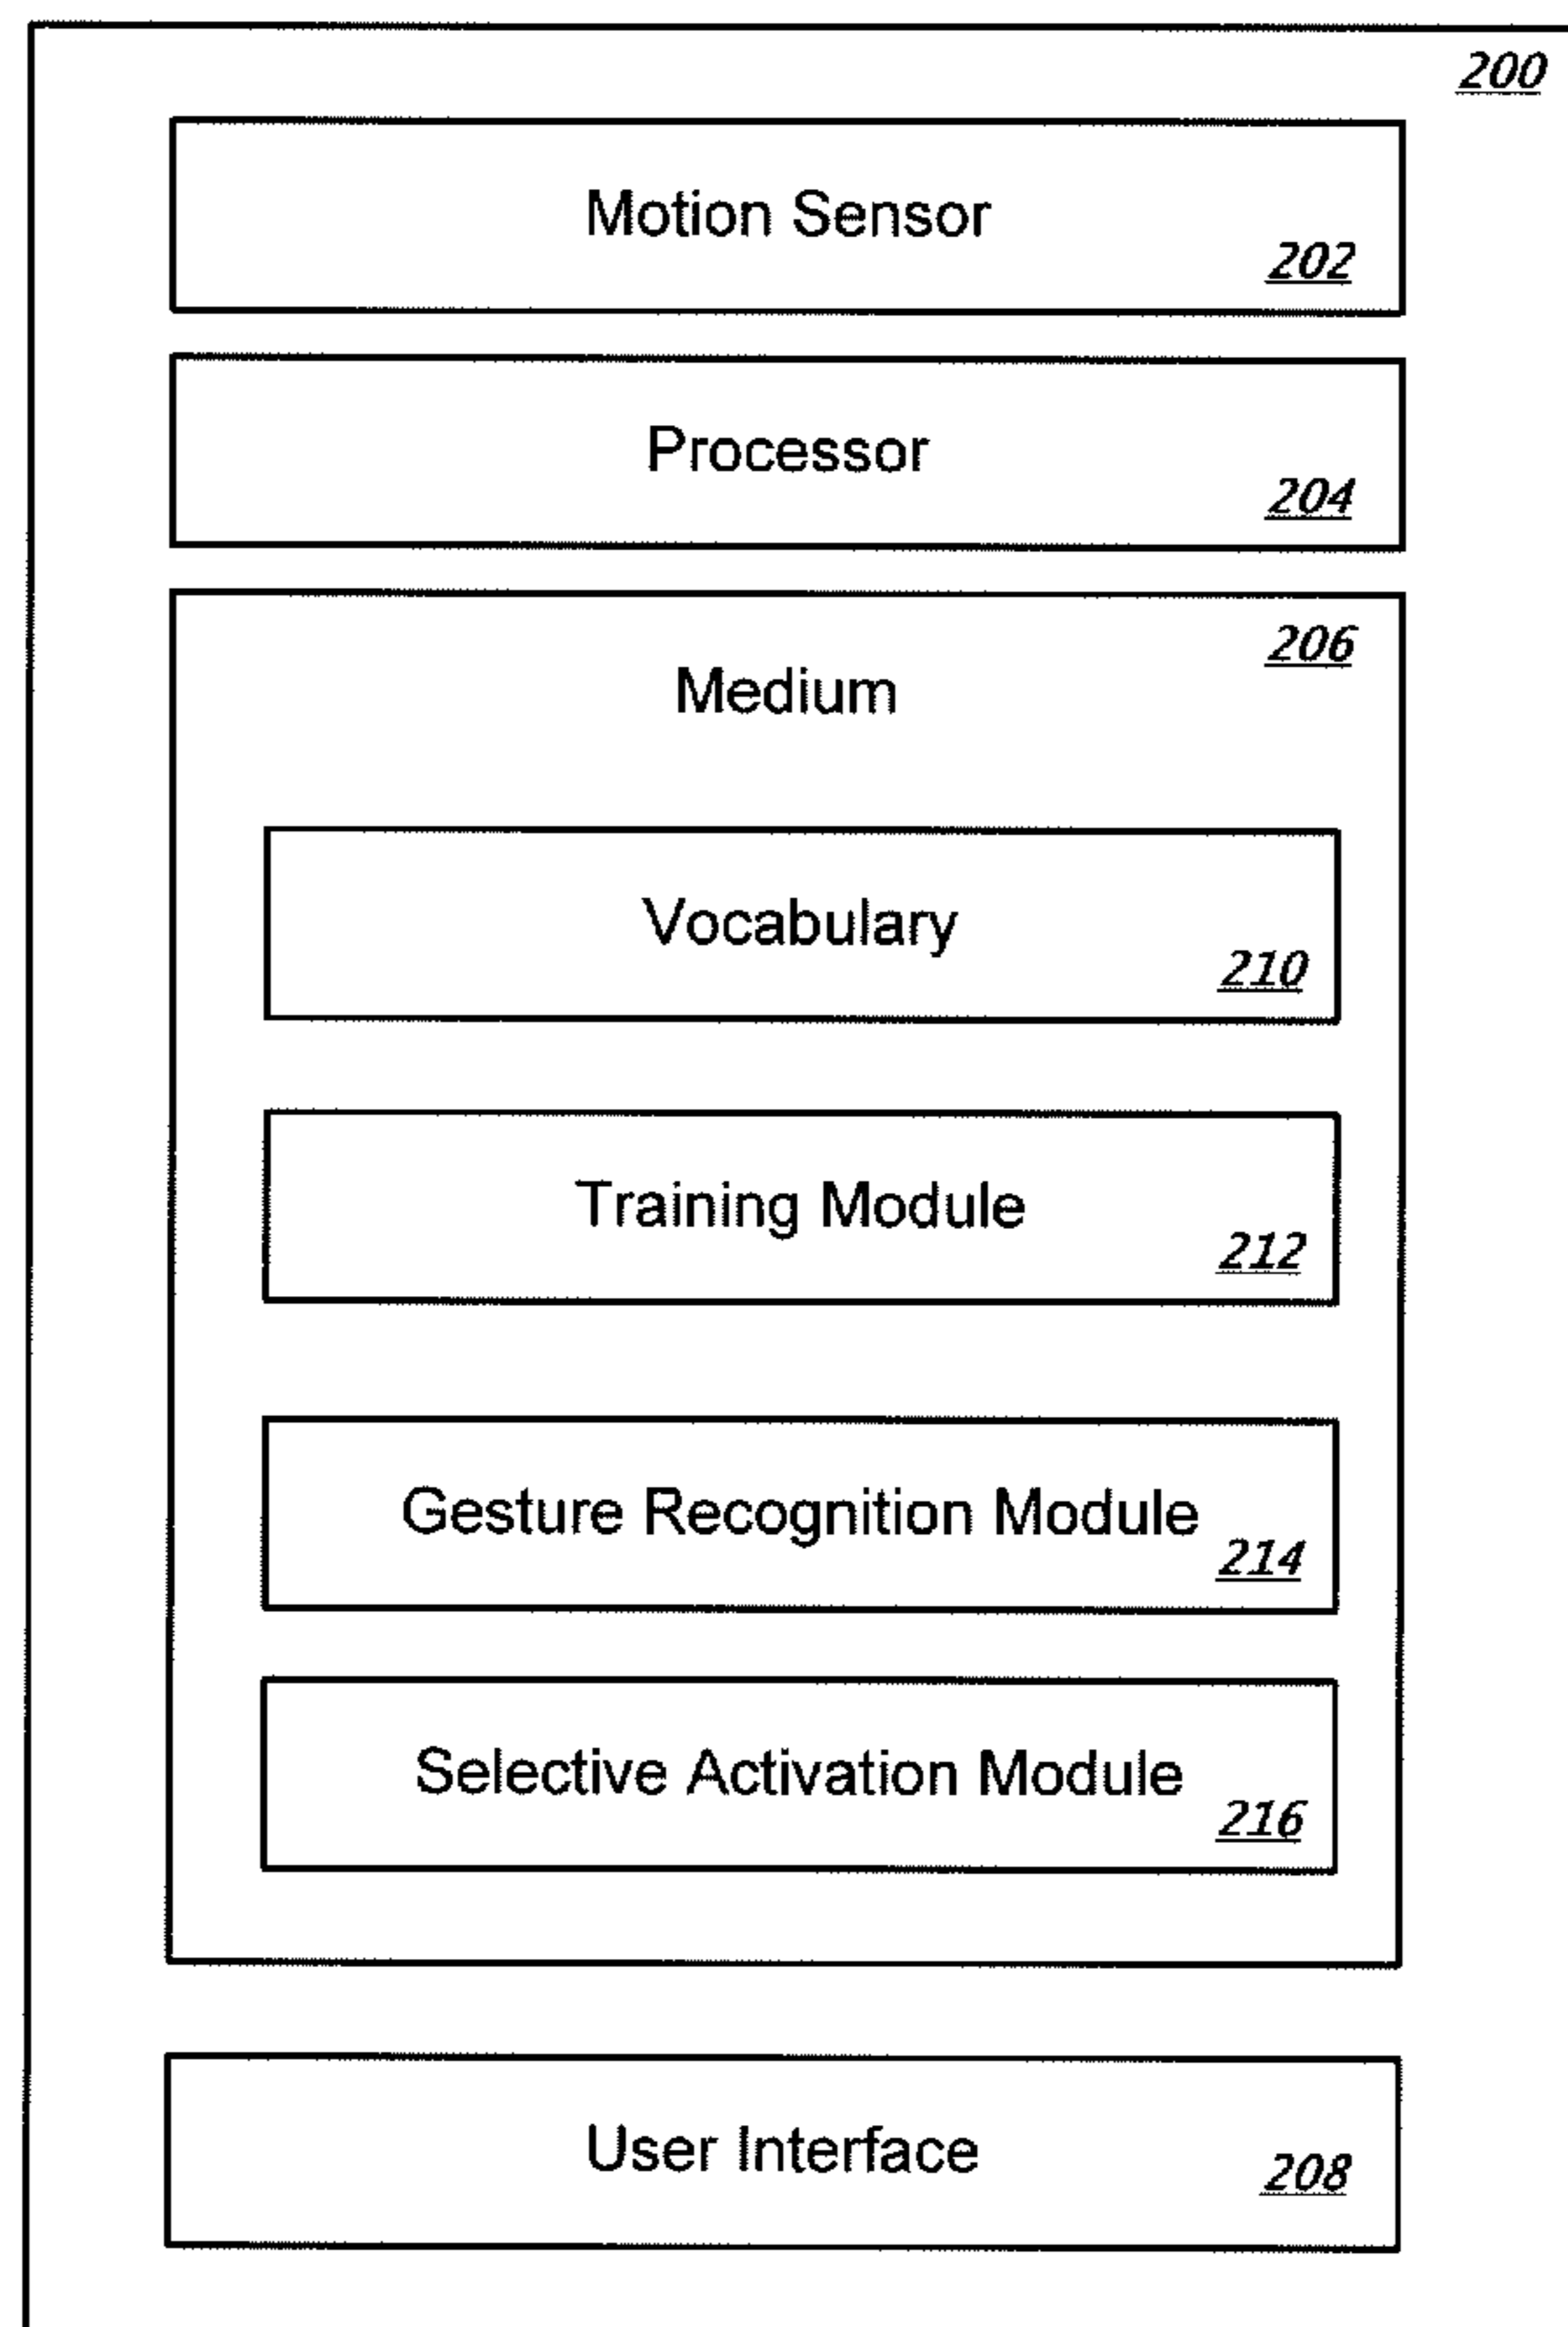 200
Motion Sensor
202
Processor
204
206
Medium
Vocabulary
210
Training Module
212
Gesture Recognition Module
214
Selective Activation Module
216
User Interface
208